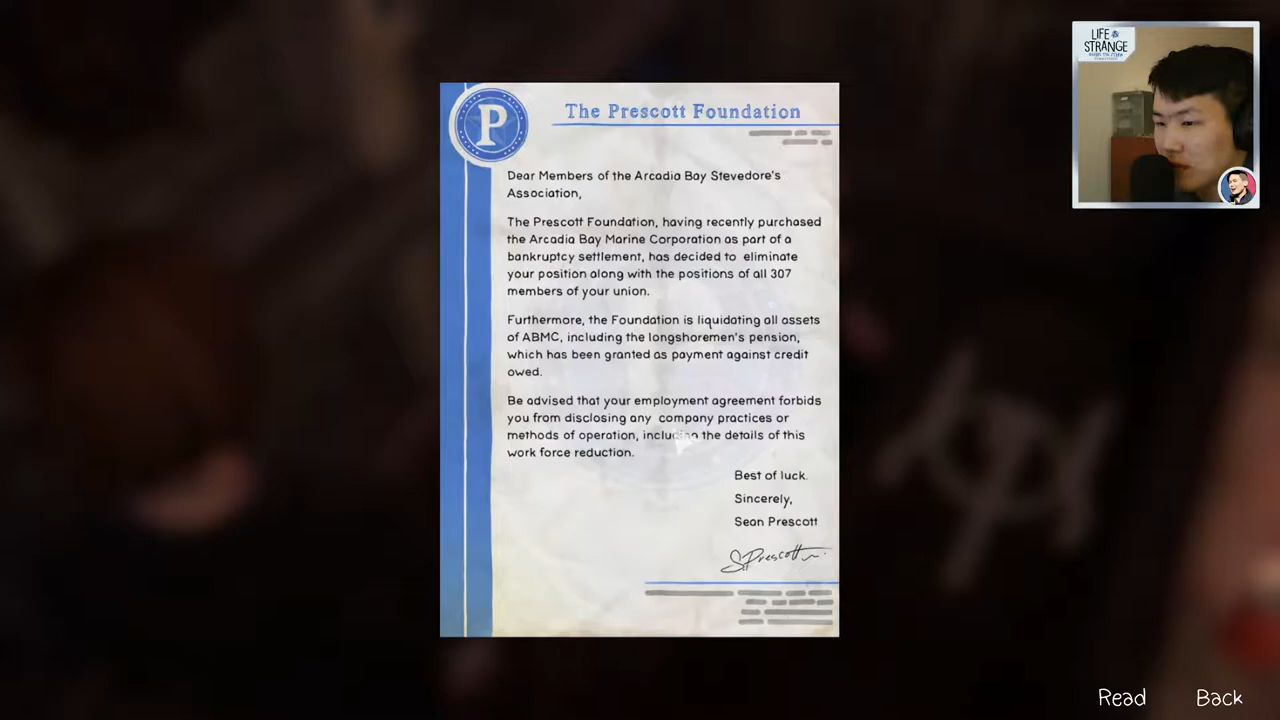 LIFE IS
STRANGE
P
The Prescott Foundation
Dear Members of the Arcadia Bay Stevedore's
Association,
The Prescott Foundation, having recently purchased
the Arcadia Bay Marine Corporation as part of a
bankruptcy settlement, has decided to eliminate
your position along with the positions of all 307
members of your union.
Furthermore, the Foundation is liquidating all assets
of ABMC, including the longshoremen's pension,
which has been granted as payment against credit
owed.
Be advised that your employment agreement forbids
you from disclosing any company practices or
methods of operation, including the details of this
work force reduction.
Best of luck.
Sincerely,
Sean Prescott
S.Prescott
Read Back